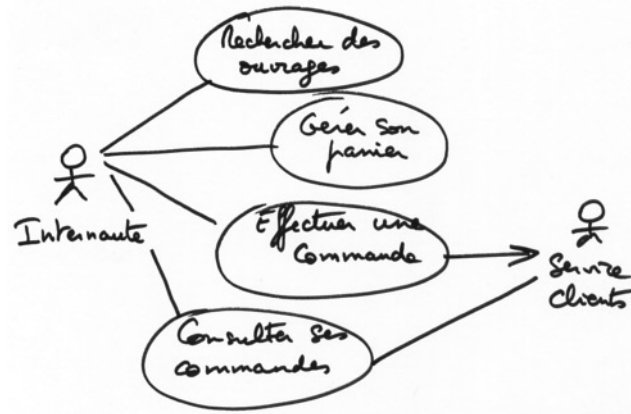 Rechercher des
ouvrages
Gérer son
panier
Internaute
Effectuer une
Commande
Service
Clients
Consulter ses
commandes